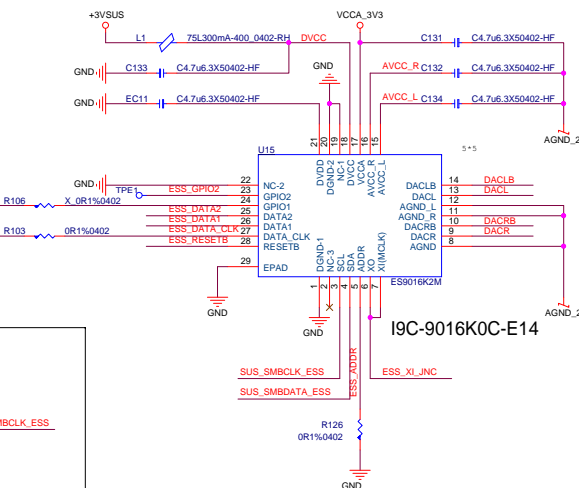 +3VSUS
VCCA_3V3
L1 75L300mA-400_0402-RH DVCC
C131 C4.7u6.3X50402-HF
GND C133 C4.7u6.3X50402-HF
GND
AVCC_R C132 C4.7u6.3X50402-HF
GND EC11 C4.7u6.3X50402-HF
AVCC_L C134 C4.7u6.3X50402-HF
AGND_2
21 20 19 18 17 16 15
U15
5*5
DVDD DGND-2 NC-1 DVCC VCCA AVCC_R AVCC_L
GND 22 NC-2
TPE1 ESS_GPIO2 23 GPIO2
R106 X_0R1%0402 24 GPIO1
ESS_DATA2 25 DATA2
ESS_DATA1 26 DATA1
R103 0R1%0402 ESS_DATA_CLK 27 DATA_CLK
ESS_RESETB 28 RESETB
29 EPAD
DACLB 14 DACLB
DACL 13 DACL
AGND_L 12
AGND_R 11
DACRB 10 DACRB
DACR 9 DACR
AGND 8
DGND-1 NC-3 SCL SDA ADDR XO XI(MCLK)
1 2 3 4 5 6 7
ES9016K2M
GND
GND
AGND_2
I9C-9016K0C-E14
SUS_SMBCLK_ESS
ESS_ADDR
ESS_XI_JNC
SUS_SMBDATA_ESS
MBCLK_ESS
R126
0R1%0402
GND